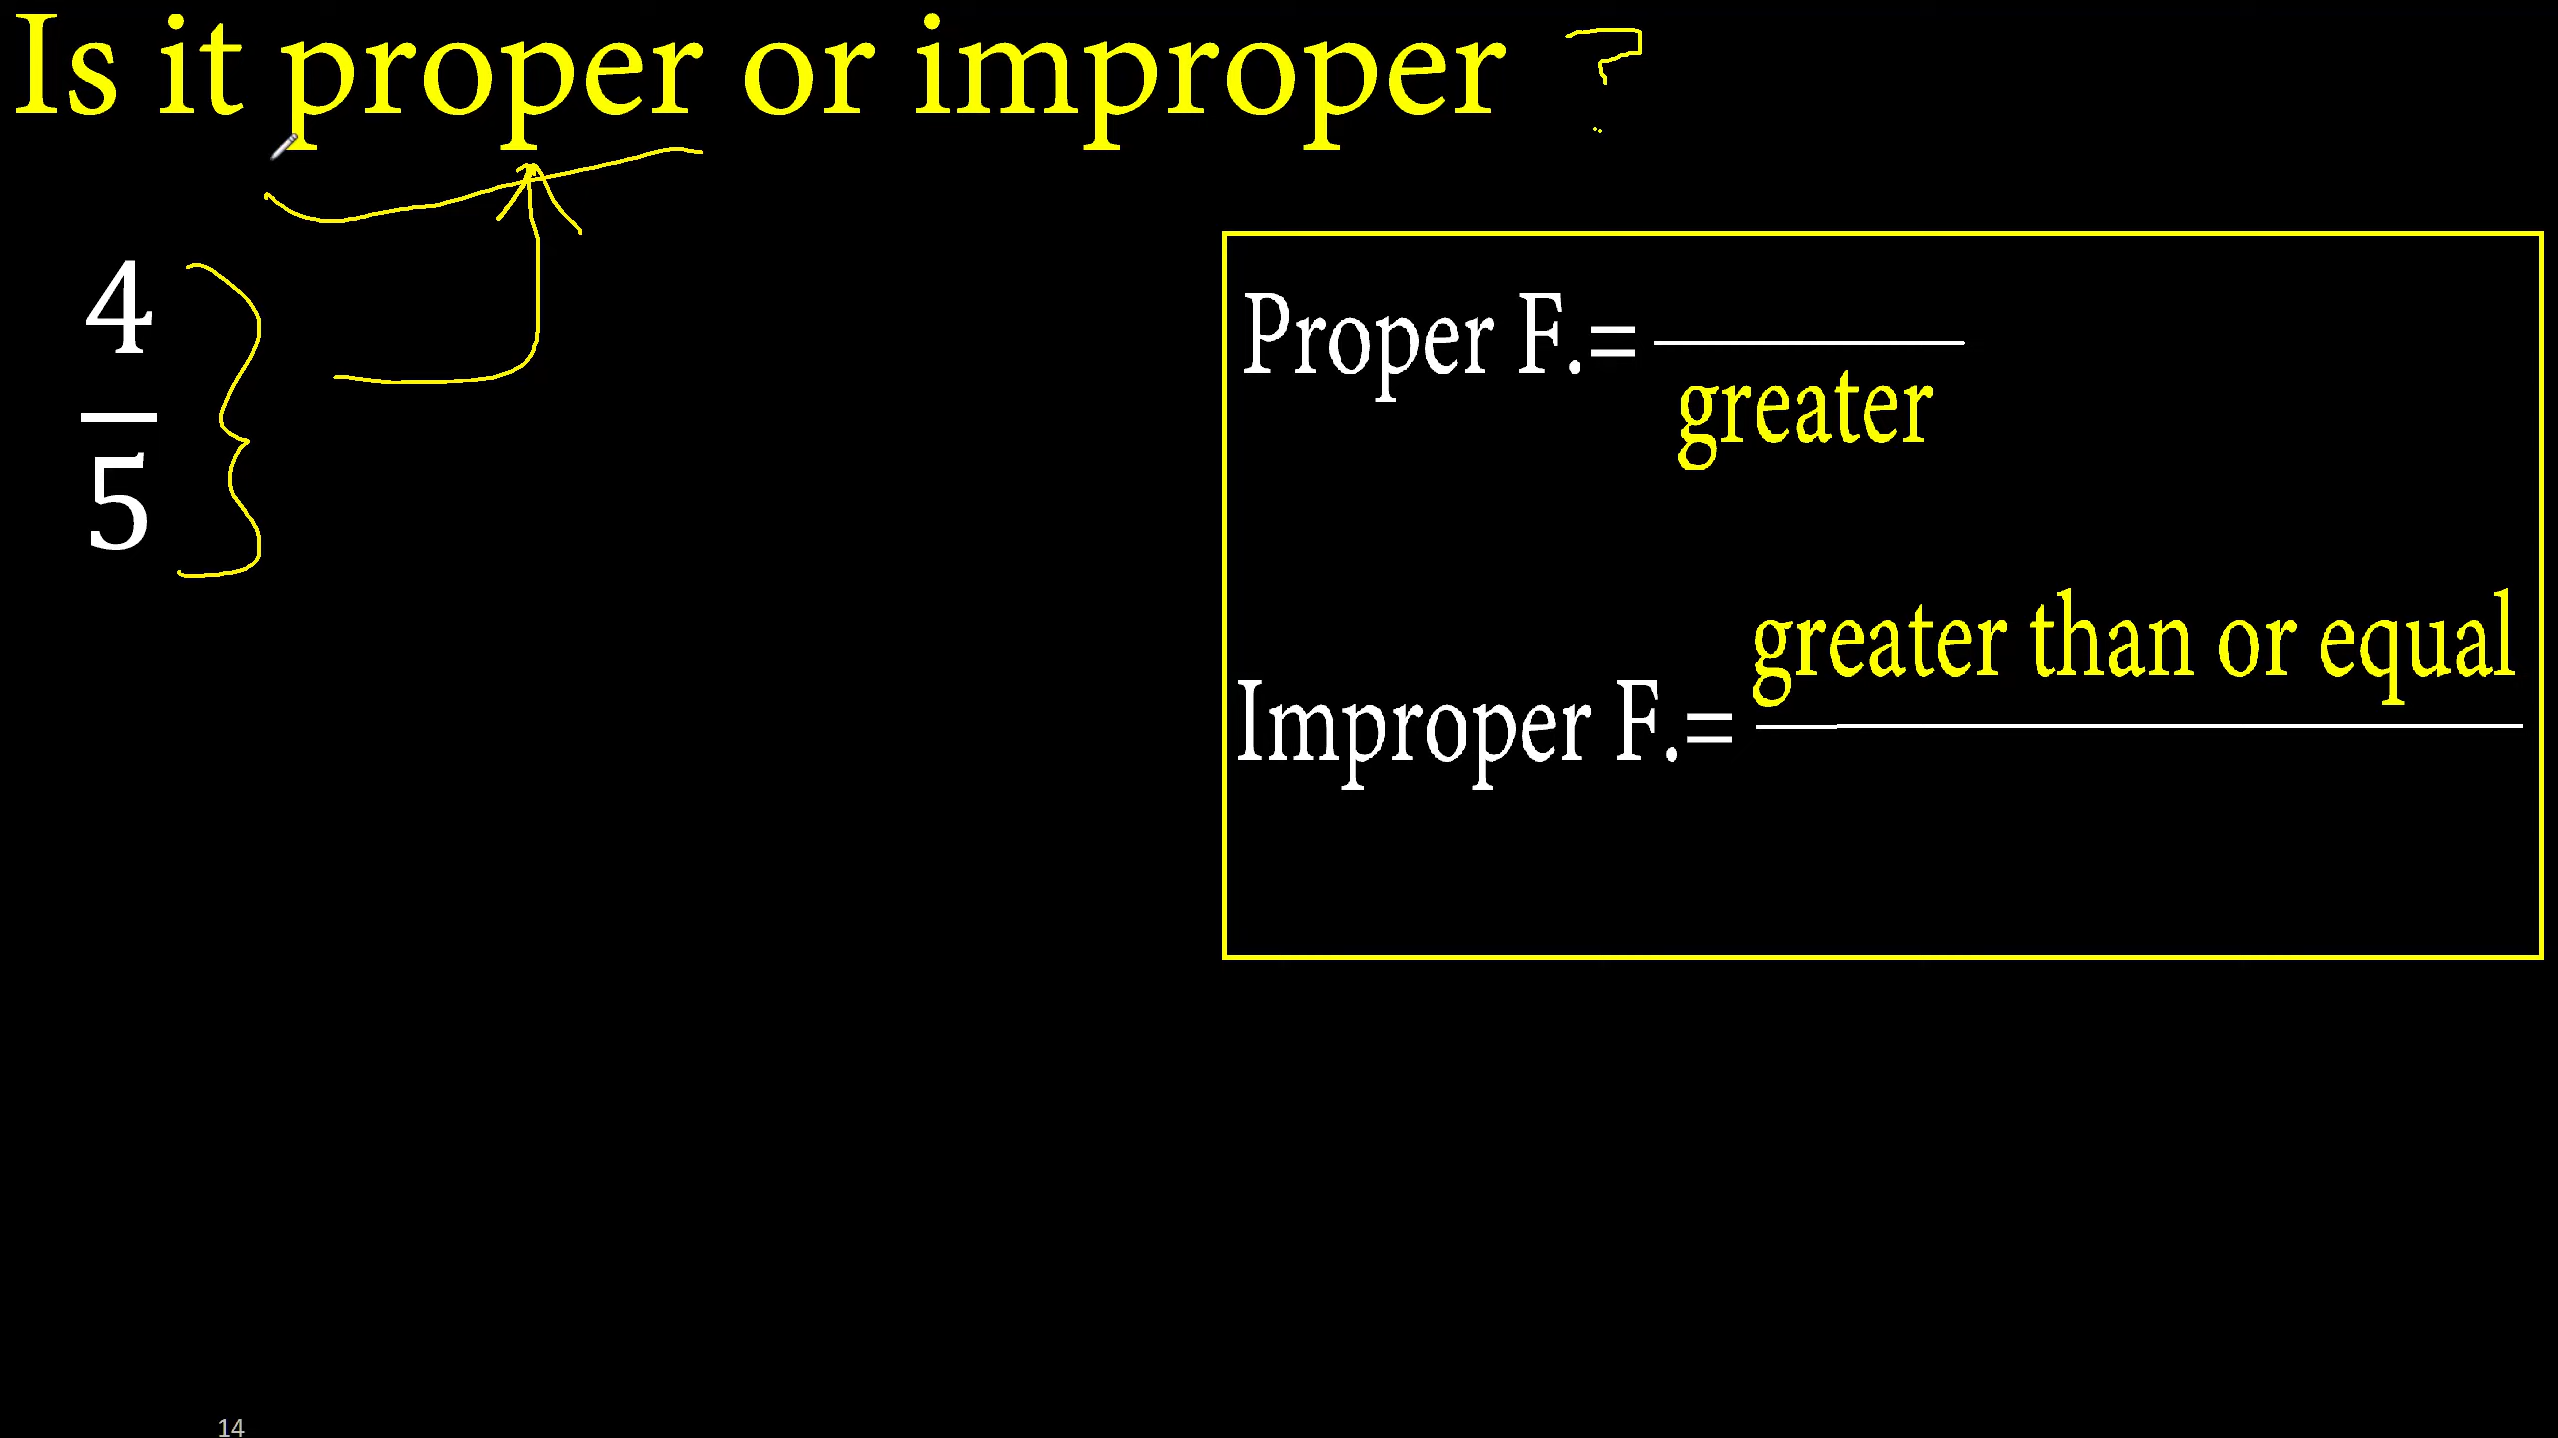 Is it proper or improper ?
4
5
Proper F.=
greater
greater than or equal
Improper F.=
14